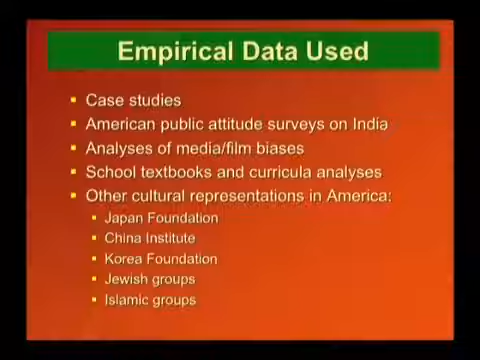 Empirical Data Used
Case studies
American public attitude surveys on India
Analyses of media/film biases
School textbooks and curricula analyses
Other cultural representations in America:
Japan Foundation
China Institute
Korea Foundation
Jewish groups
Islamic groups